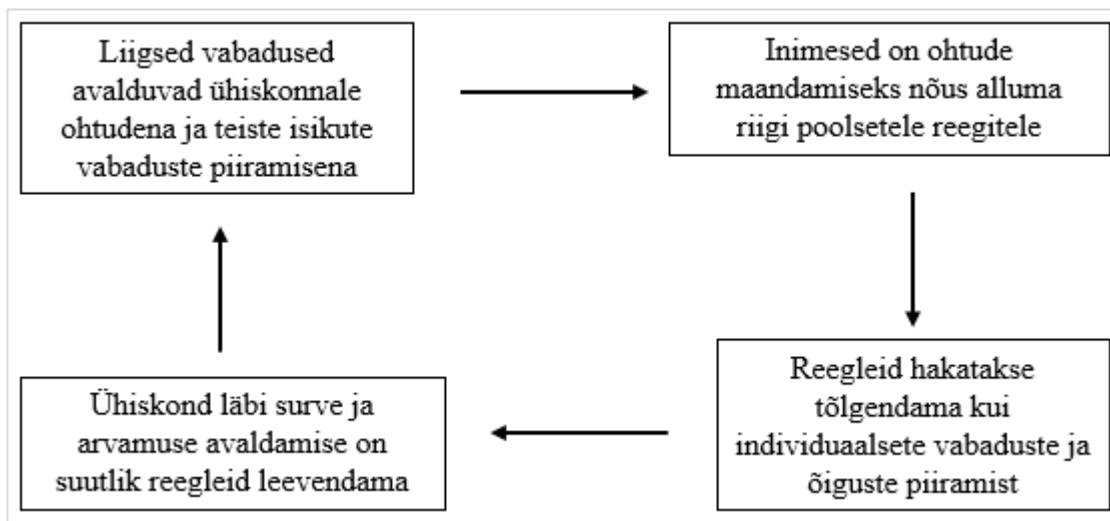 Liigsed vabadused
avalduvad ühiskonnale
ohtudena ja teiste isikute
vabaduste piiramisena
Inimesed on ohtude
maandamiseks nõus alluma
riigi poolsetele reegitele
Reegleid hakatakse
tõlgendama kui
individuaalsete vabaduste ja
õiguste piiramist
Ühiskond läbi surve ja
arvamuse avaldamise on
suutlik reegleid leevendama